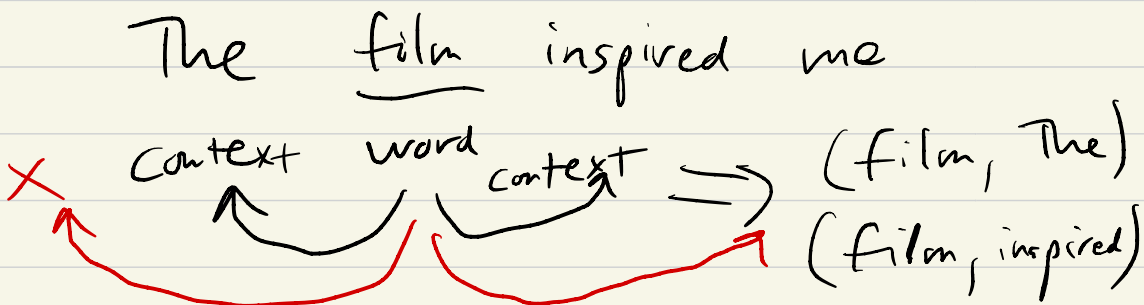 The film inspired me
context word context ⇒ (film, The)
(film, inspired)